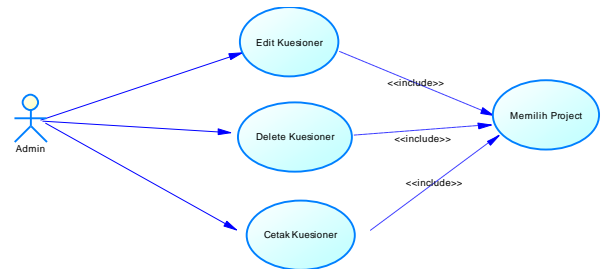 Edit Kuesioner
<<include>>
Memilih Project
Admin
Delete Kuesioner
<<include>>
<<include>>
Cetak Kuesioner